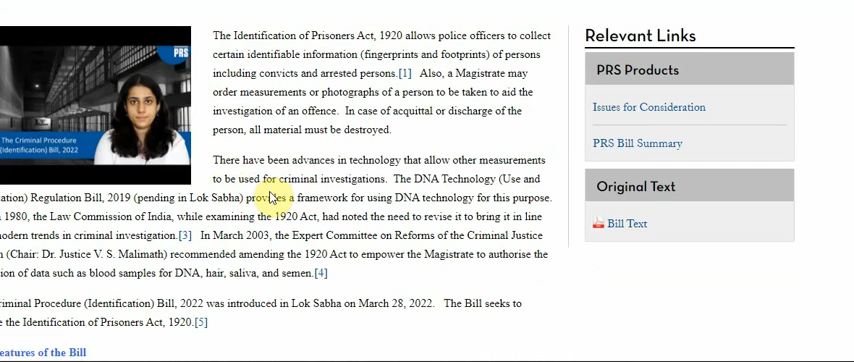 PRS
The Criminal Procedure
(Identification) Bill, 2022
The Identification of Prisoners Act, 1920 allows police officers to collect
certain identifiable information (fingerprints and footprints) of persons
including convicts and arrested persons.[1] Also, a Magistrate may
order measurements or photographs of a person to be taken to aid the
investigation of an offence. In case of acquittal or discharge of the
person, all material must be destroyed.
There have been advances in technology that allow other measurements
to be used for criminal investigations. The DNA Technology (Use and
ation) Regulation Bill, 2019 (pending in Lok Sabha) provides a framework for using DNA technology for this purpose.
1980, the Law Commission of India, while examining the 1920 Act, had noted the need to revise it to bring it in line
modern trends in criminal investigation.[3] In March 2003, the Expert Committee on Reforms of the Criminal Justice
(Chair: Dr. Justice V. S. Malimath) recommended amending the 1920 Act to empower the Magistrate to authorise the
ion of data such as blood samples for DNA, hair, saliva, and semen.[4]
riminal Procedure (Identification) Bill, 2022 was introduced in Lok Sabha on March 28, 2022. The Bill seeks to
e the Identification of Prisoners Act, 1920.[5]
eatures of the Bill
Relevant Links
PRS Products
Issues for Consideration
PRS Bill Summary
Original Text
Bill Text